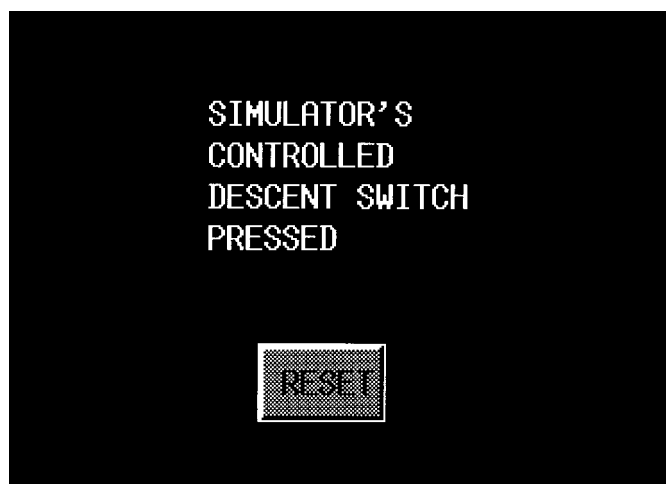 SIMULATOR'S
CONTROLLED
DESCENT SWITCH
PRESSED
RESET